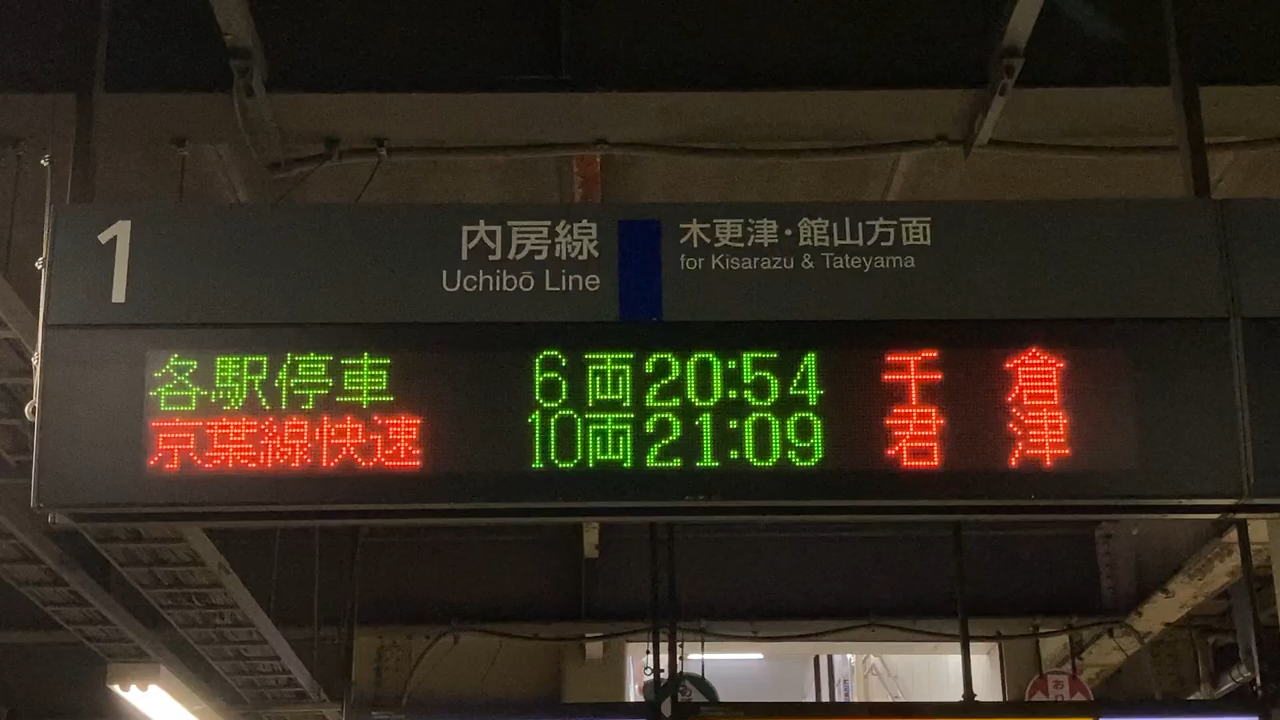 1
内房線
Uchibō Line
木更津・館山方面
for Kisarazu & Tateyama
各駅停車 6両 20:54 千倉
京葉線快速 10両 21:09 君津